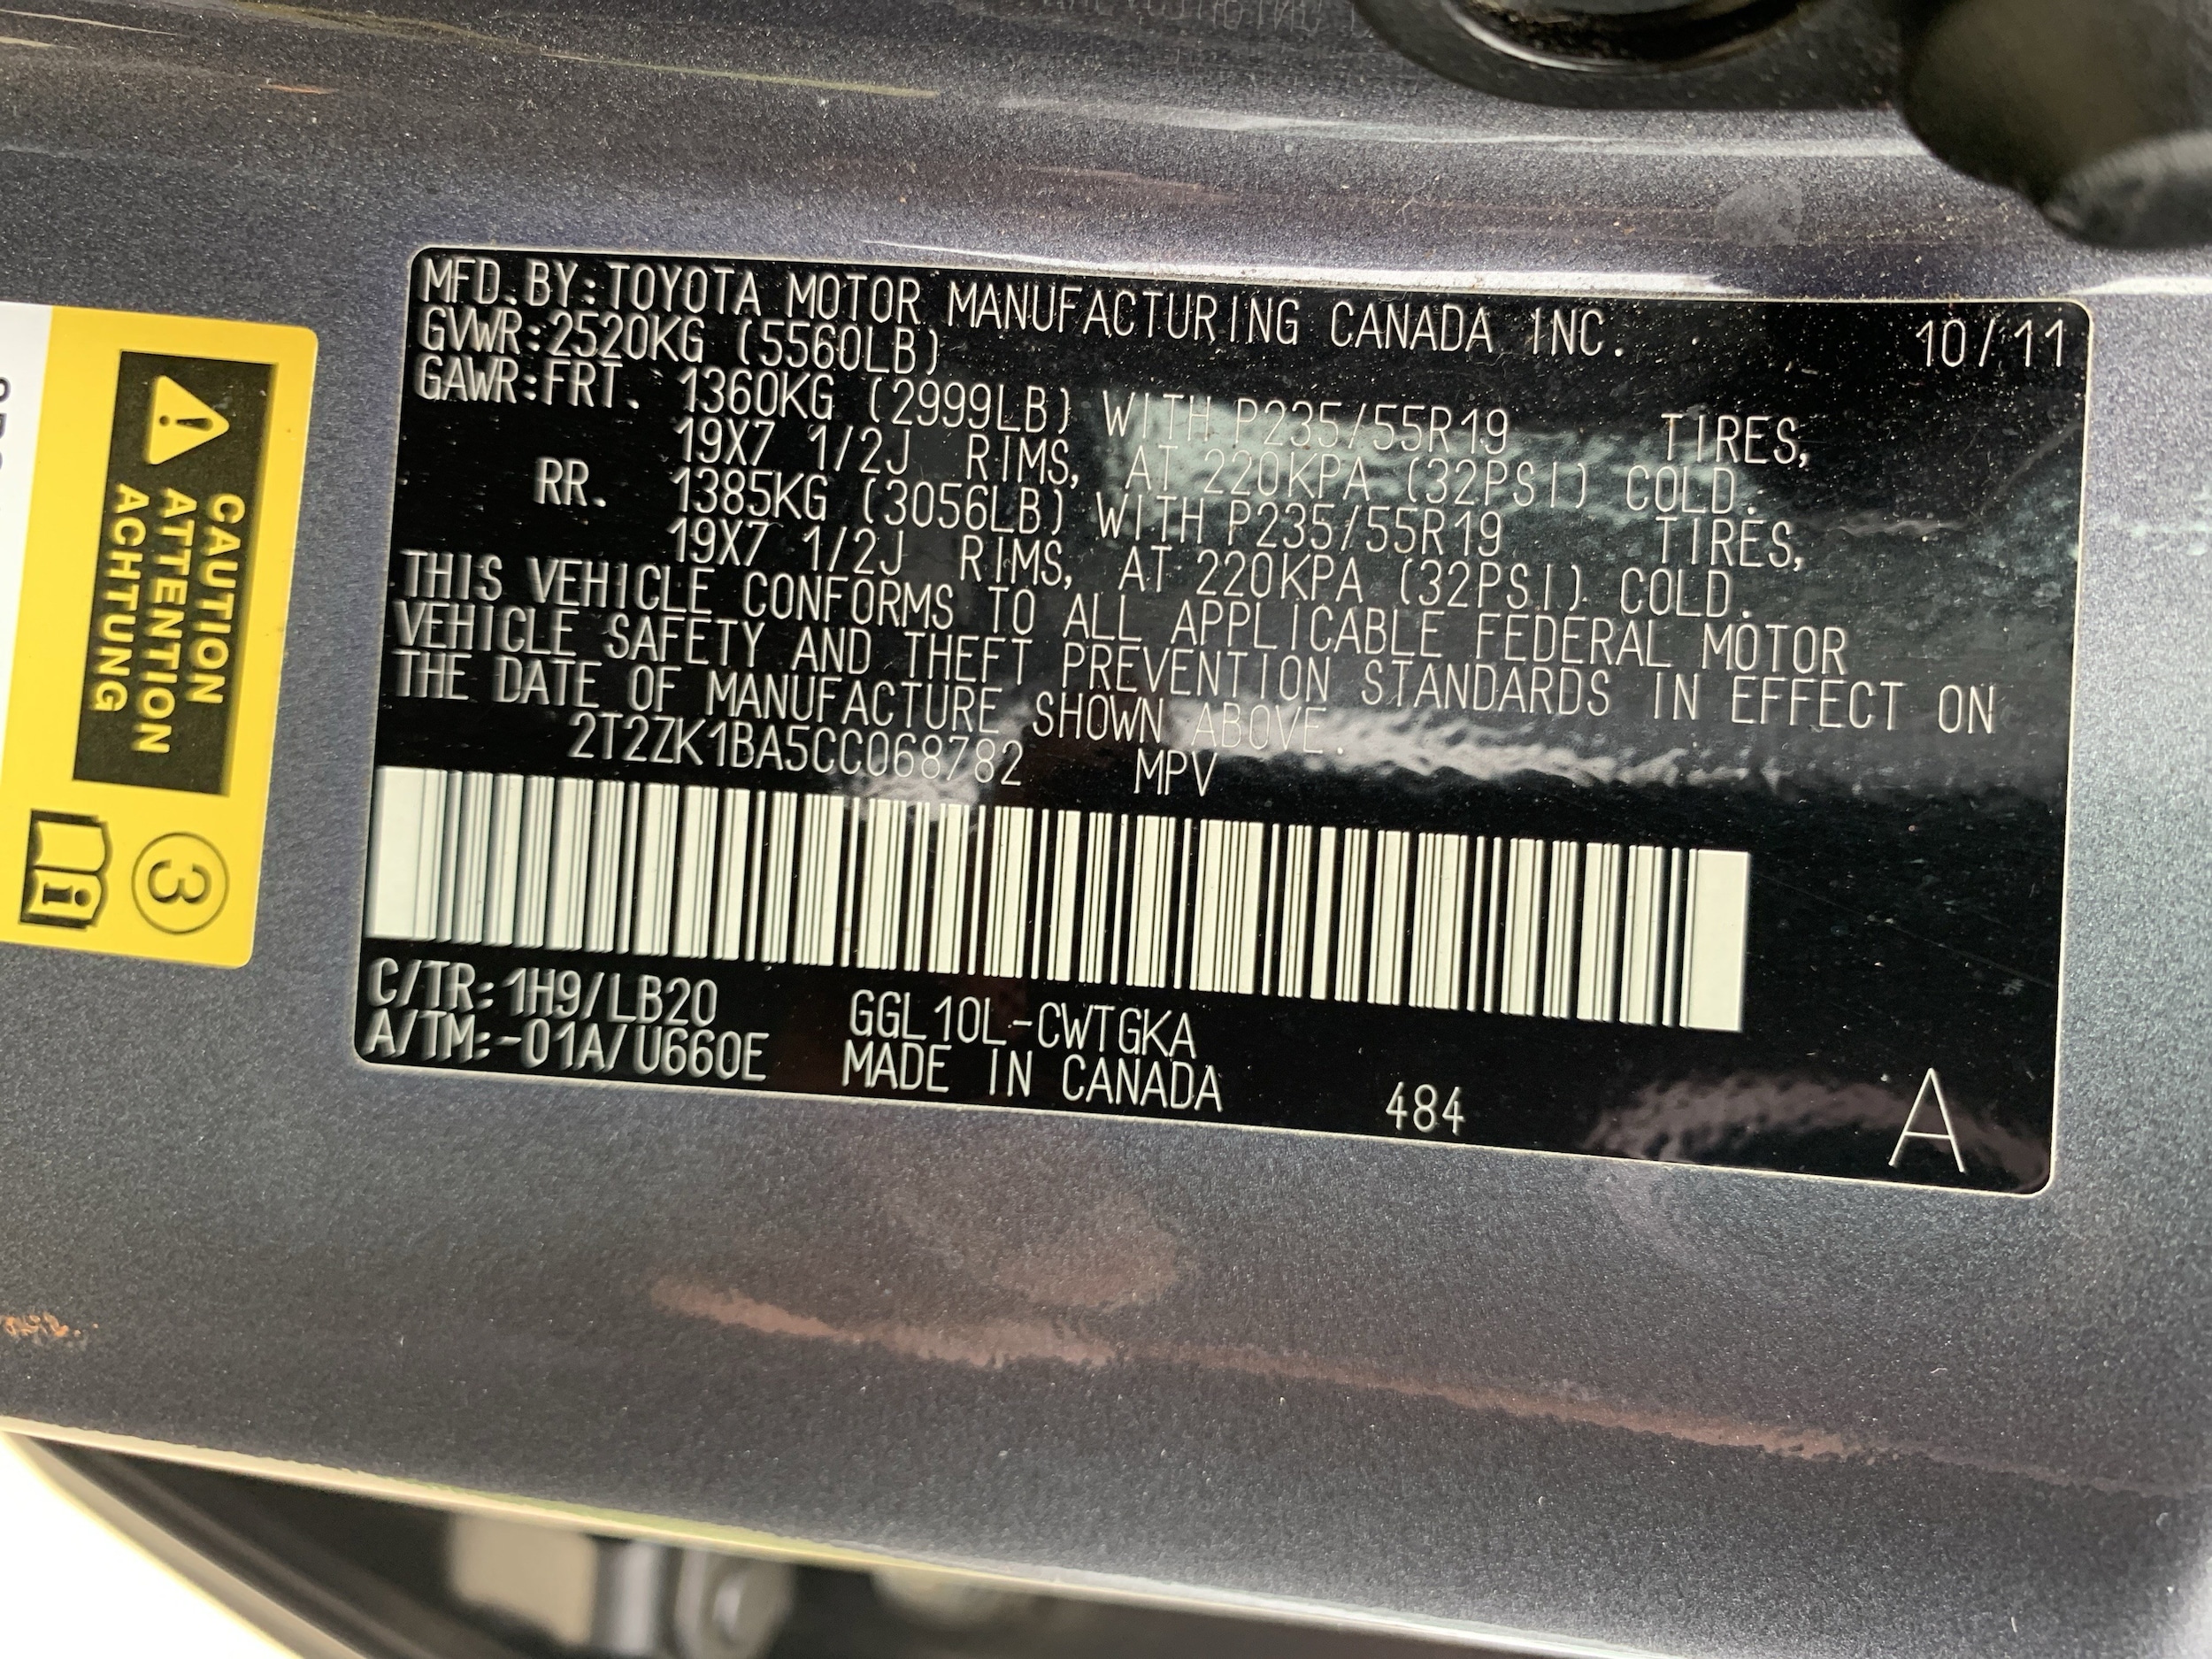 MFD.BY:TOYOTA MOTOR MANUFACTURING CANADA INC. 10/11
GVWR:2520KG (5560LB)
GAWR:FRT. 1360KG (2999LB) WITH P235/55R19 TIRES,
19X7 1/2J RIMS, AT 220KPA (32PSI) COLD.
RR. 1385KG (3056LB) WITH P235/55R19 TIRES,
19X7 1/2J RIMS, AT 220KPA (32PSI) COLD.
THIS VEHICLE CONFORMS TO ALL APPLICABLE FEDERAL MOTOR
VEHICLE SAFETY AND THEFT PREVENTION STANDARDS IN EFFECT ON
THE DATE OF MANUFACTURE SHOWN ABOVE.
2T2ZK1BA5CC068782 MPV
C/TR:1H9/LB20 GGL10L-CWTGKA
A/TM:-01A/U660E MADE IN CANADA 484 A
CAUTION
ATTENTION
ACHTUNG
3